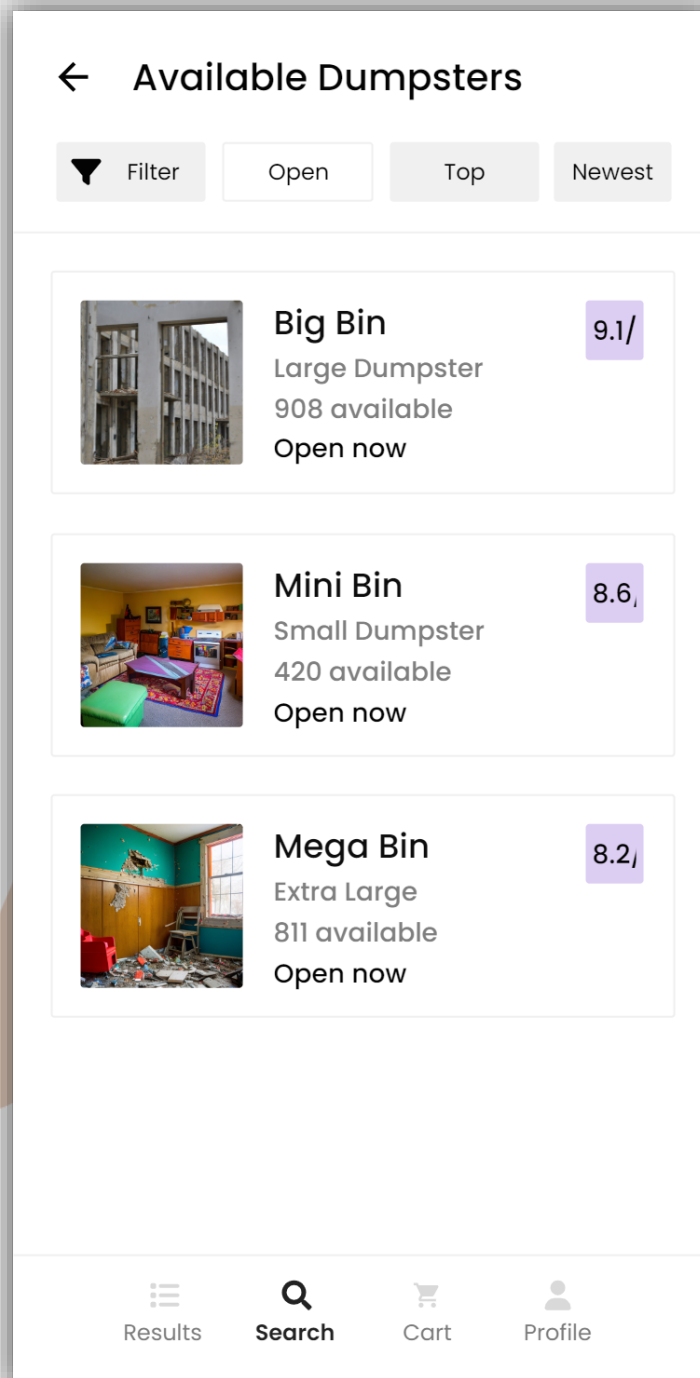 Available Dumpsters
Filter
Open
Top
Newest
Big Bin
9.1/
Large Dumpster
908 available
Open now
Mini Bin
8.6/
Small Dumpster
420 available
Open now
Mega Bin
8.2/
Extra Large
811 available
Open now
Results
Search
Cart
Profile